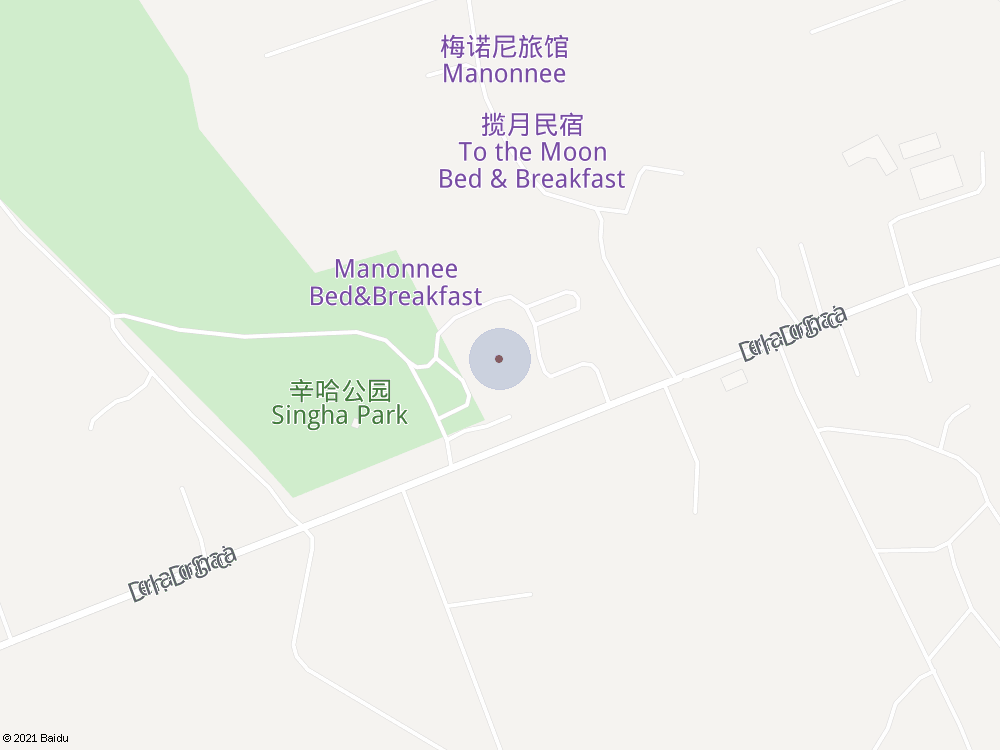 梅诺尼旅馆
Manonnee
揽月民宿
To the Moon
Bed & Breakfast
Manonnee
Bed&Breakfast
辛哈公园
Singha Park
© 2021 Baidu